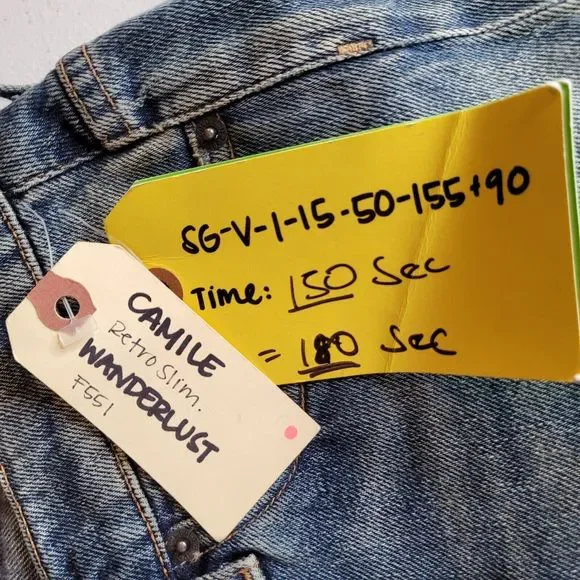 SG-V-1-15-50-155+90
Time: 150 Sec
= 180 Sec
CAMILE
Retro Slim.
WANDERLUST
F551